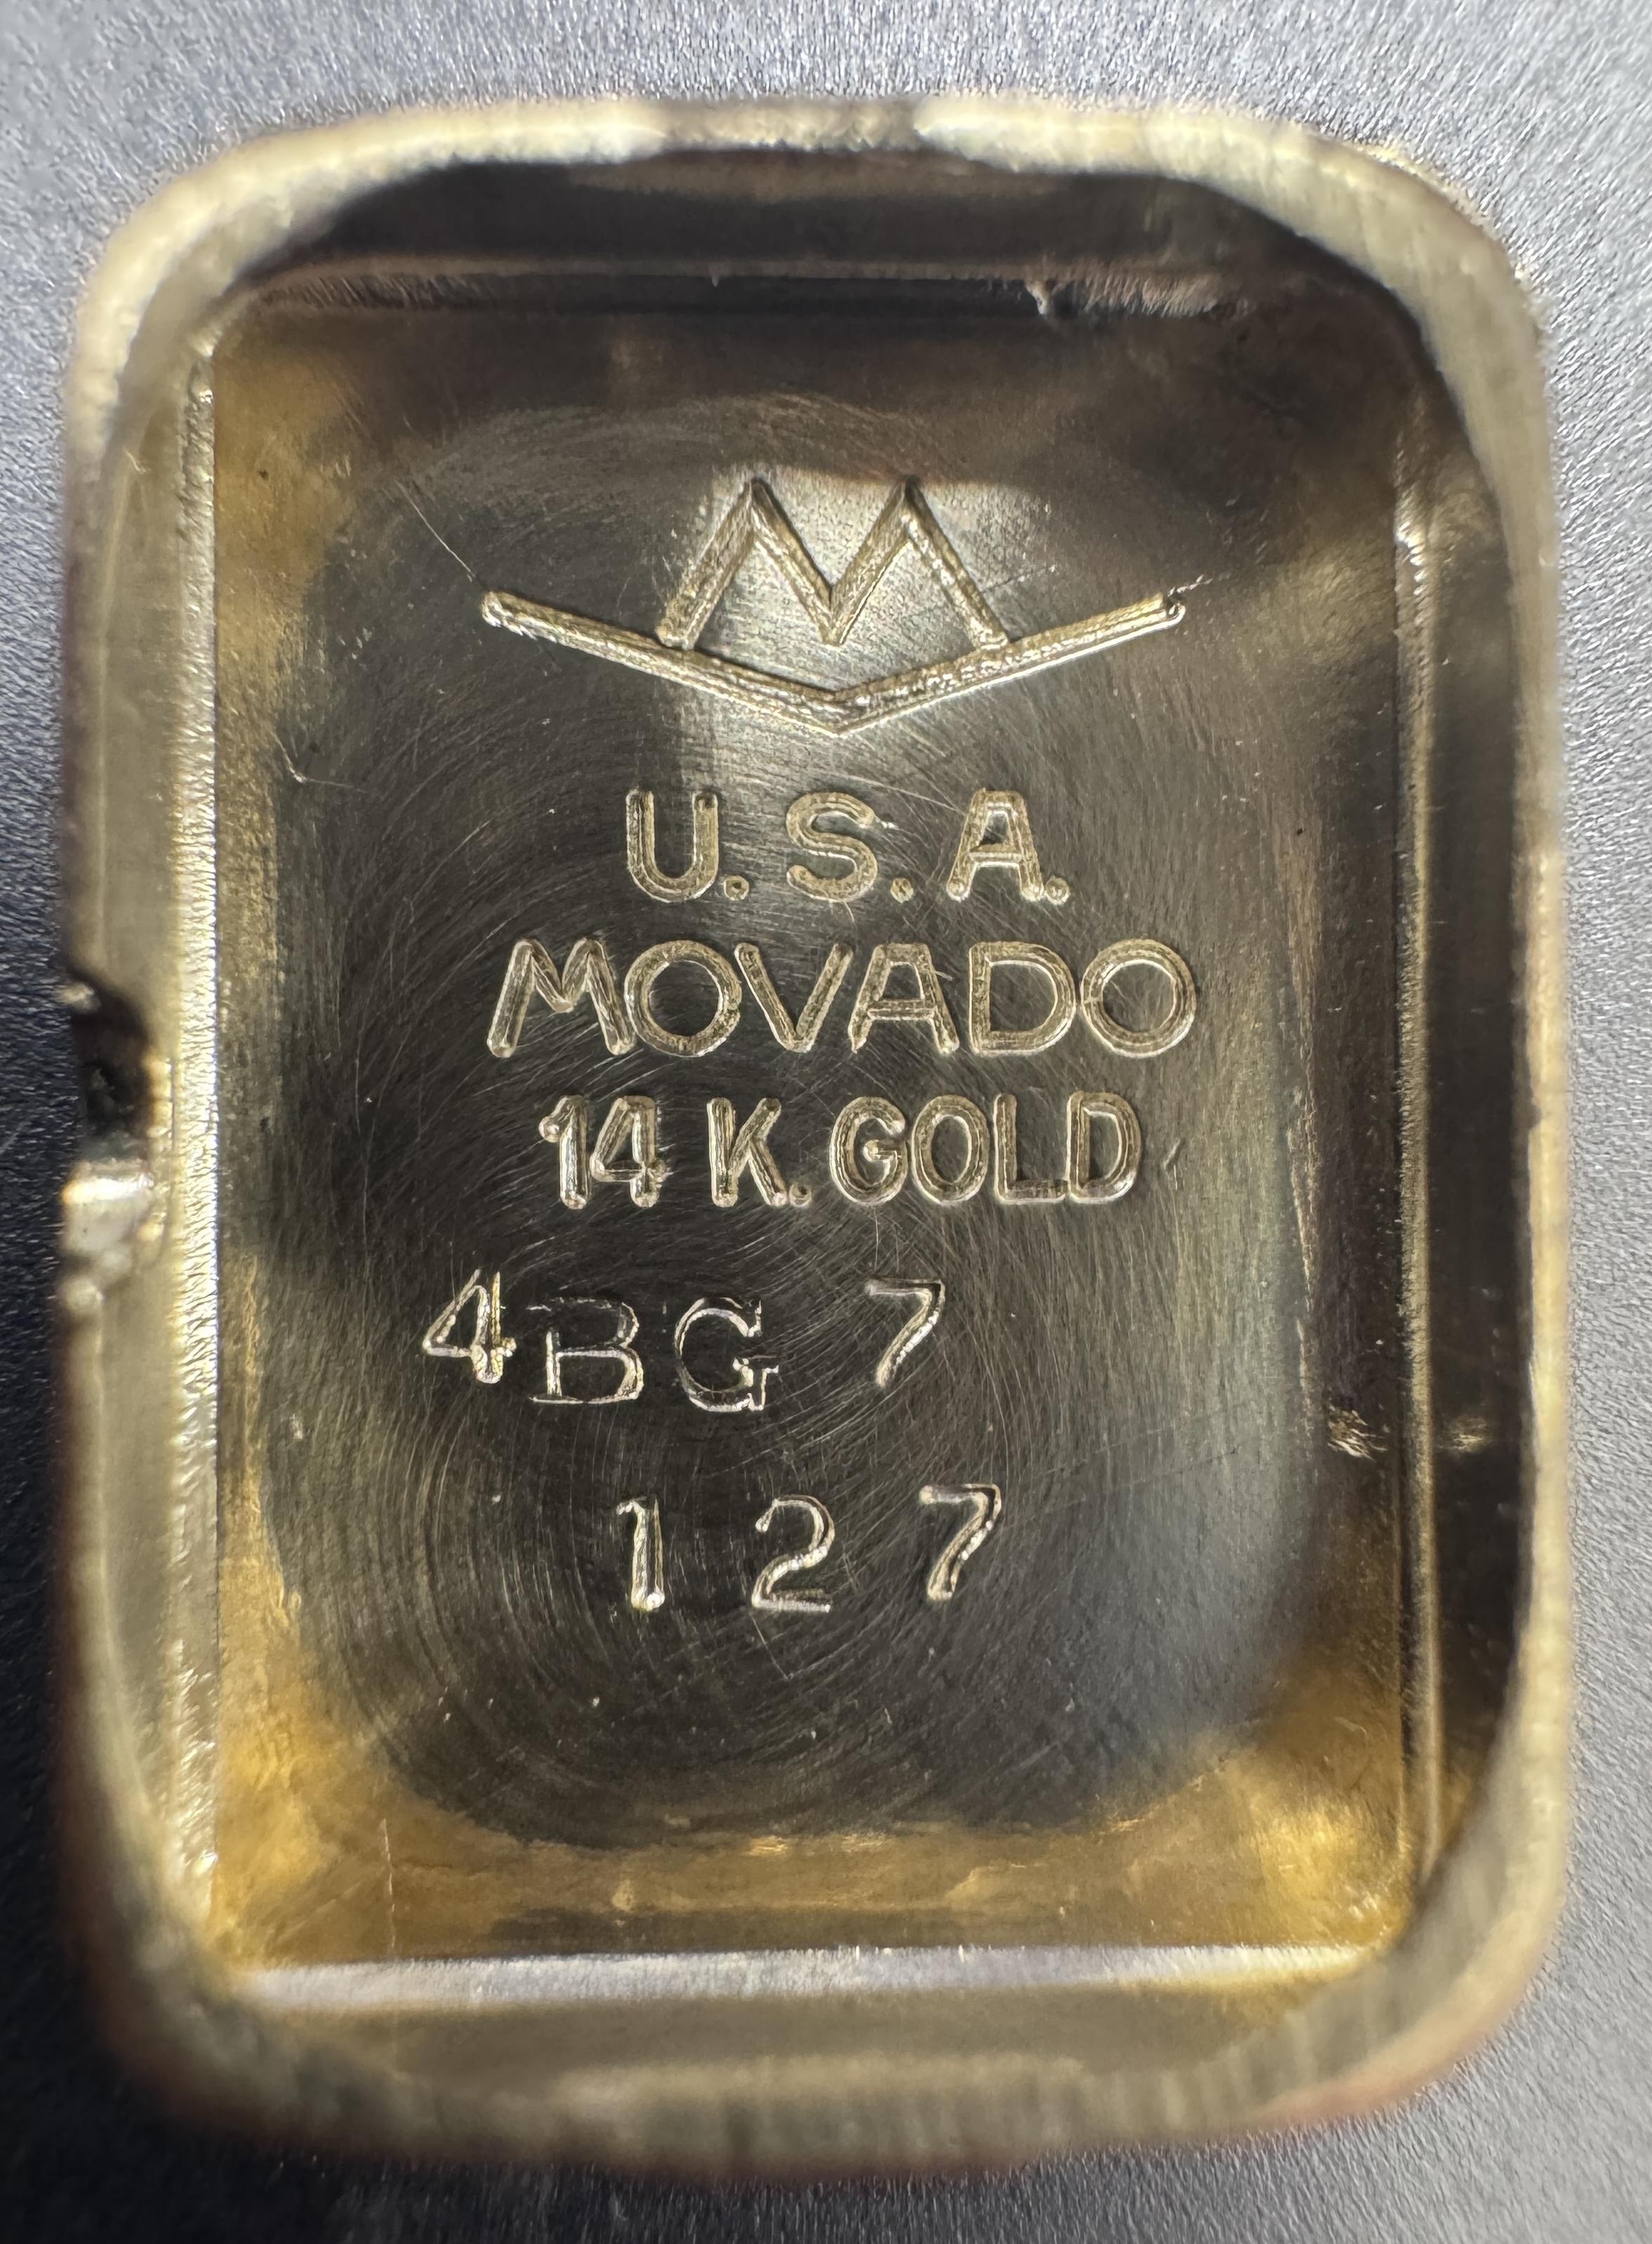 M
U.S.A.
MOVADO
14 K. GOLD
4BG 7
127